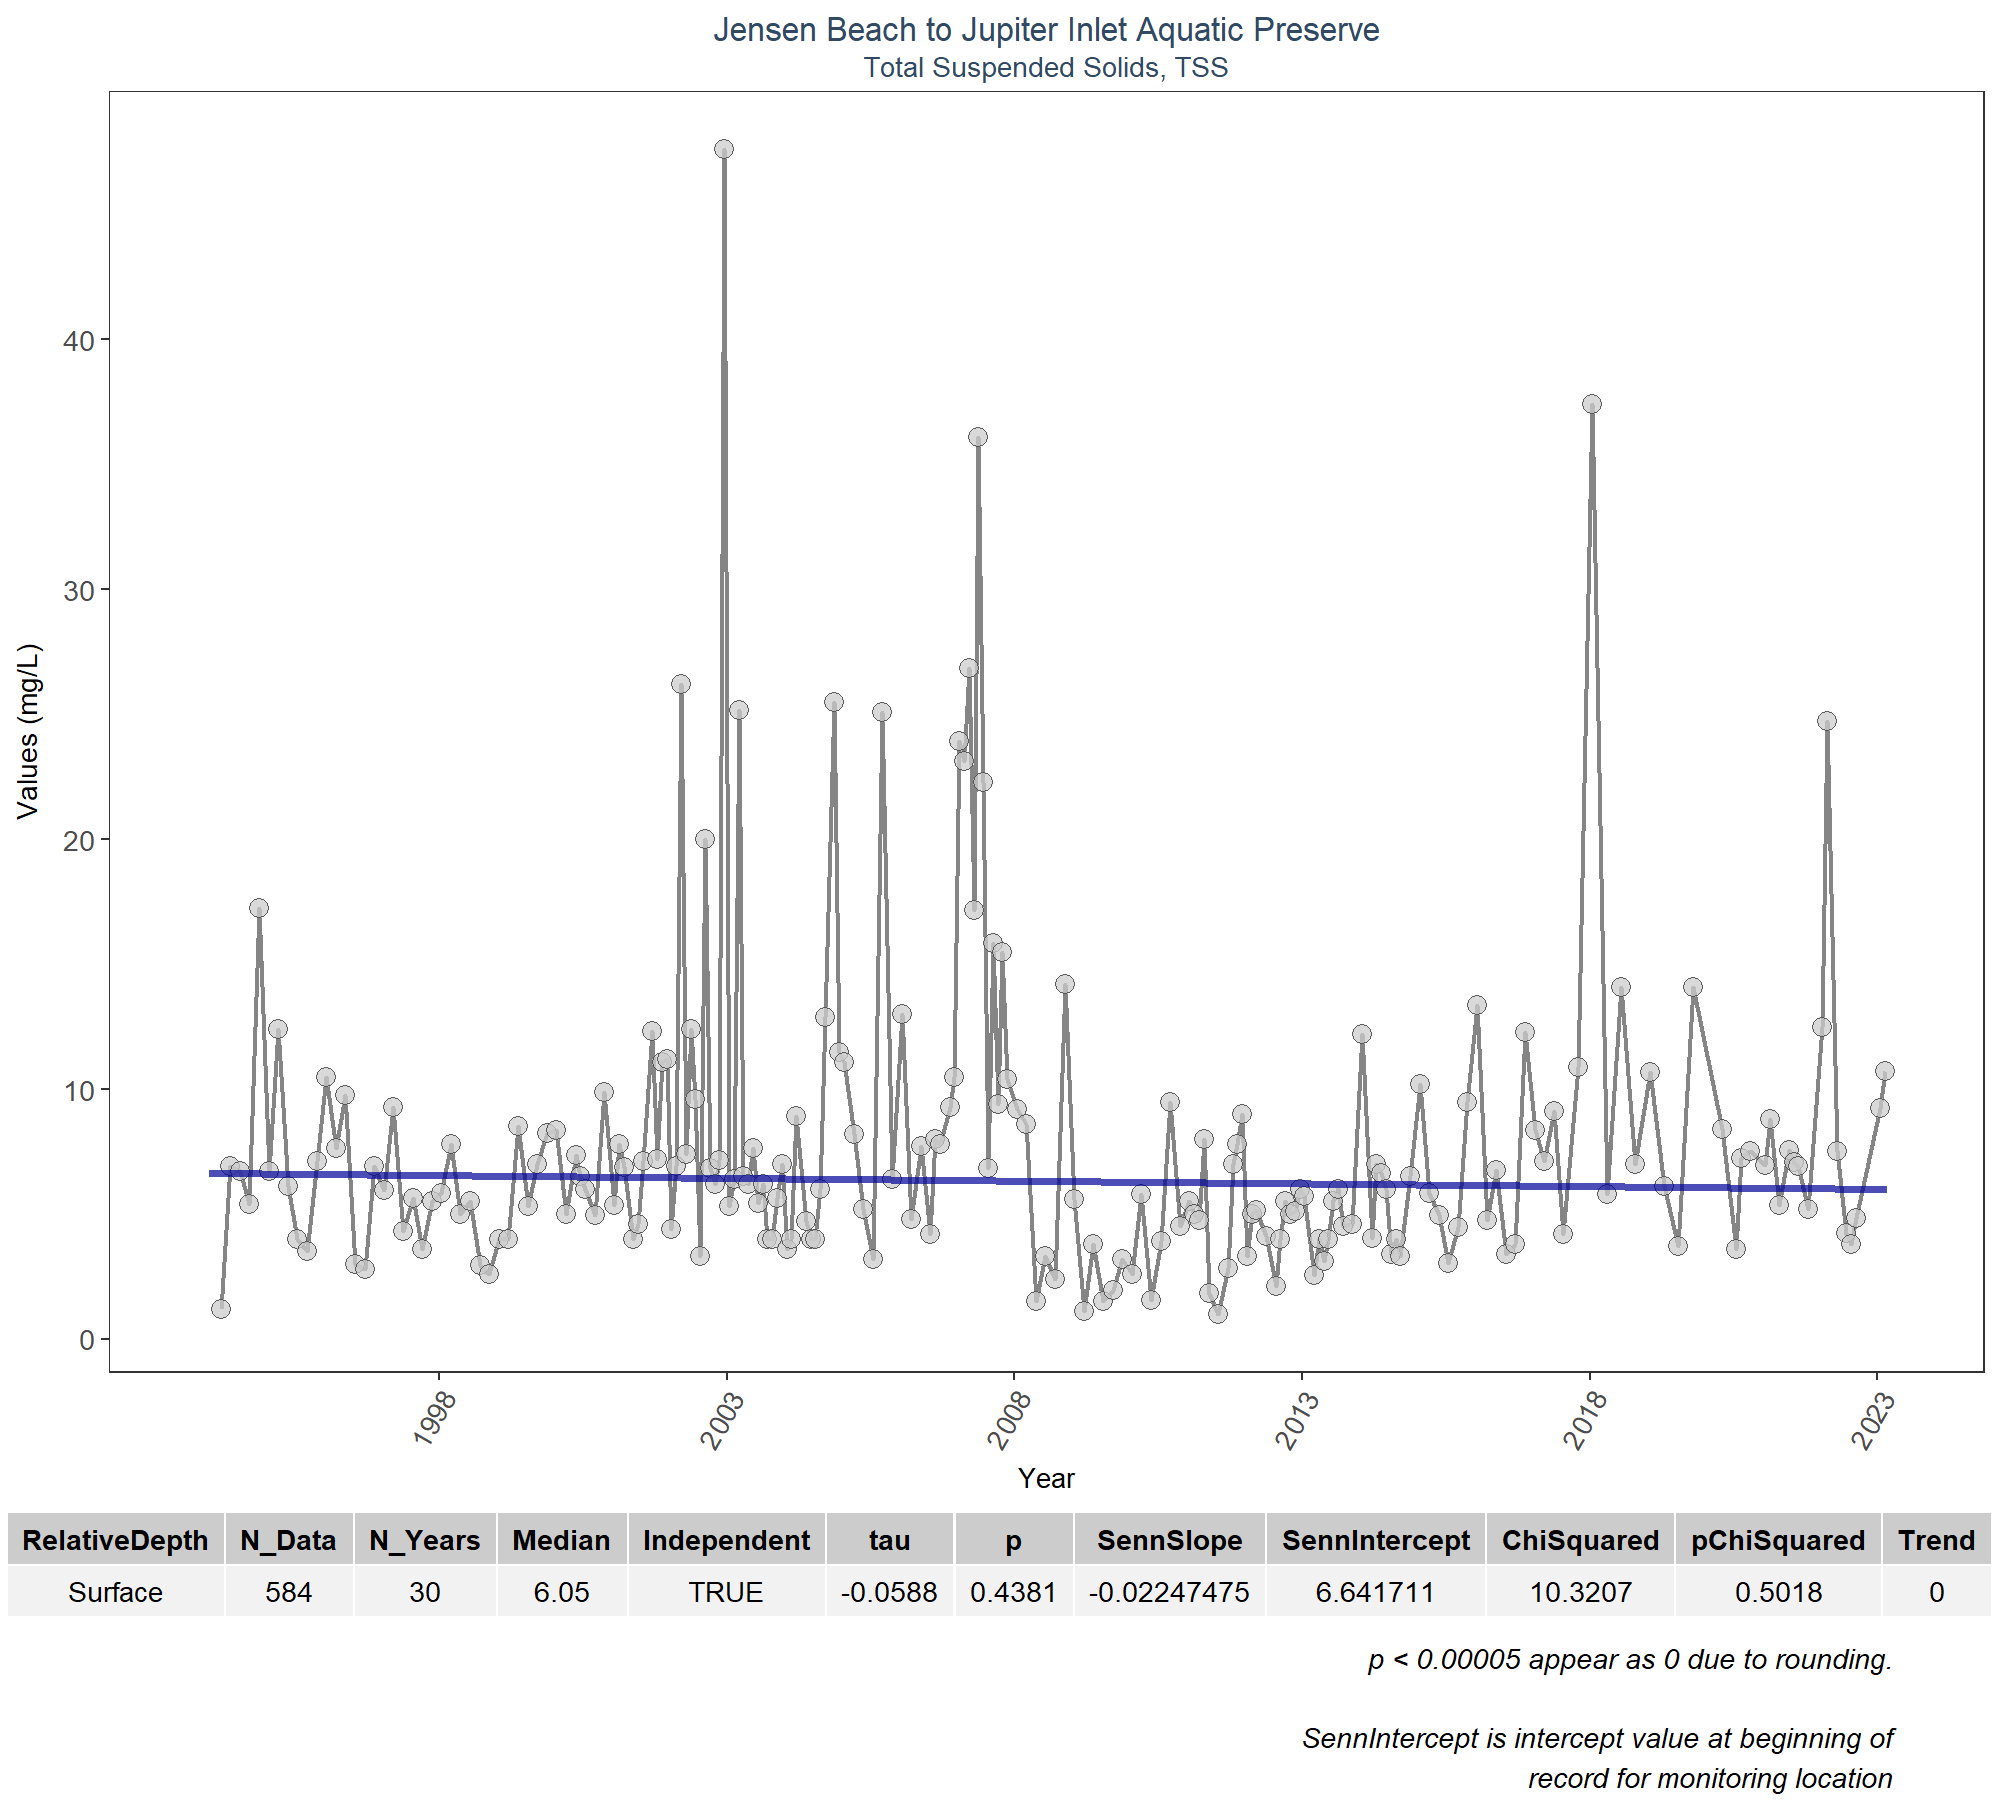 Jensen Beach to Jupiter Inlet Aquatic Preserve
Total Suspended Solids, TSS
Values (mg/L)
40
30
20
10
0
1998
2003
2008
2013
2018
2023
Year
RelativeDepth N_Data N_Years Median Independent tau p SennSlope SennIntercept ChiSquared pChiSquared Trend
Surface 584 30 6.05 TRUE -0.0588 0.4381 -0.02247475 6.641711 10.3207 0.5018 0
p < 0.00005 appear as 0 due to rounding.
SennIntercept is intercept value at beginning of
record for monitoring location